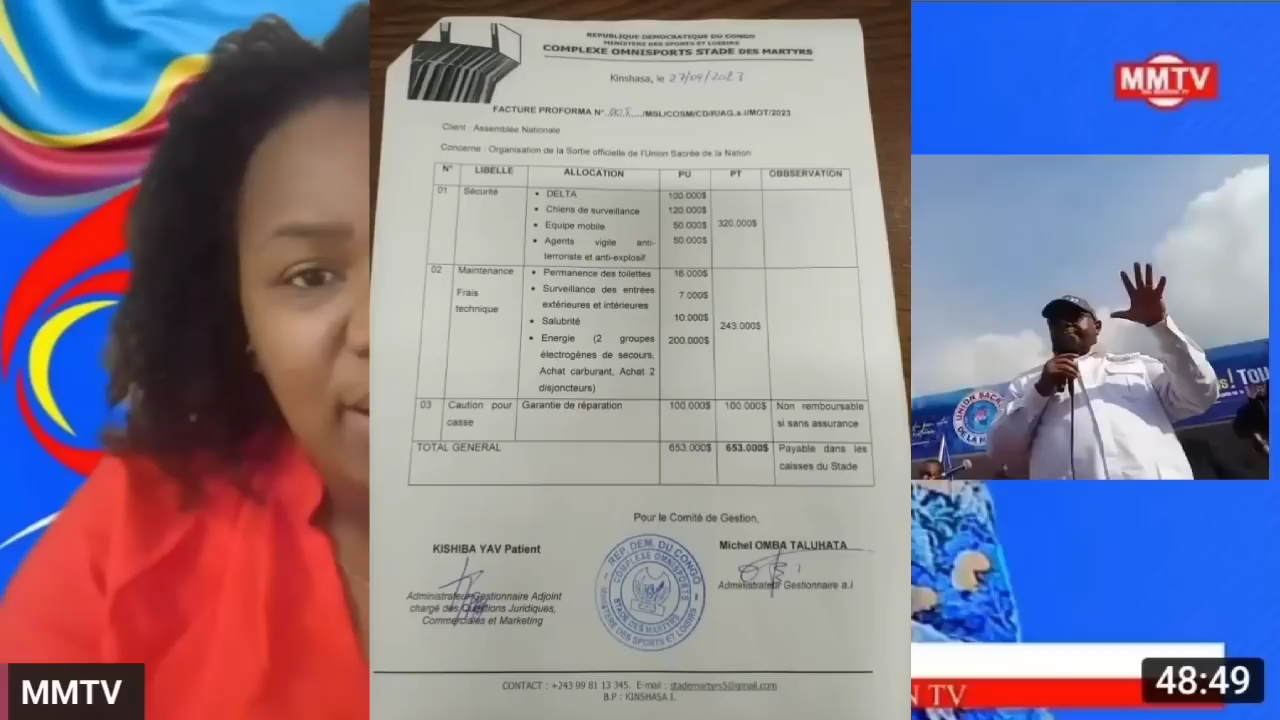 REPUBLIQUE DEMOCRATIQUE DU CONGO
MINISTERE DES SPORTS ET LOISIRS
COMPLEXE OMNISPORTS STADE DES MARTYRS
Kinshasa, le 27/04/2023
FACTURE PROFORMA N° 005 /MSL/COSM/CD/IR/AG.a.i/MOT/2023
Client : Assemblée Nationale
Concerne : Organisation de la Sortie officielle de l'Union Sacrée de la Nation
N° LIBELLE ALLOCATION PU PT OBBSERVATION
01 Sécurité • DELTA 100.000$
• Chiens de surveillance 120.000$
• Equipe mobile 50.000$ 320.000$
• Agents vigile anti- 50.000$
terroriste et anti-explosif
02 Maintenance • Permanence des toilettes 16.000$
Frais • Surveillance des entrées 7.000$
technique extérieures et intérieures
• Salubrité 10.000$ 243.000$
• Energie (2 groupes 200.000$
électrogènes de secours,
Achat carburant, Achat 2
disjoncteurs)
03 Caution pour Garantie de réparation 100.000$ 100.000$ Non remboursable
casse si sans assurance
TOTAL GENERAL 653.000$ 653.000$ Payable dans les
caisses du Stade
Pour le Comité de Gestion,
KISHIBA YAV Patient
Administrateur Gestionnaire Adjoint
chargé des Questions Juridiques,
Commerciales et Marketing
REP. DEM. DU CONGO
COMPLEXE OMNISPORTS
STADE DES MARTYRS
MINISTERE DES SPORTS ET LOISIRS
Michel OMBA TALUHATA
Administrateur Gestionnaire a.i
CONTACT : +243 99 81 13 345. E-mail : stademartyrs5@gmail.com
B.P : KINSHASA I.
MMTV
UNION SACR
DE LA N
s! TOU
N TV
48:49
MMTV